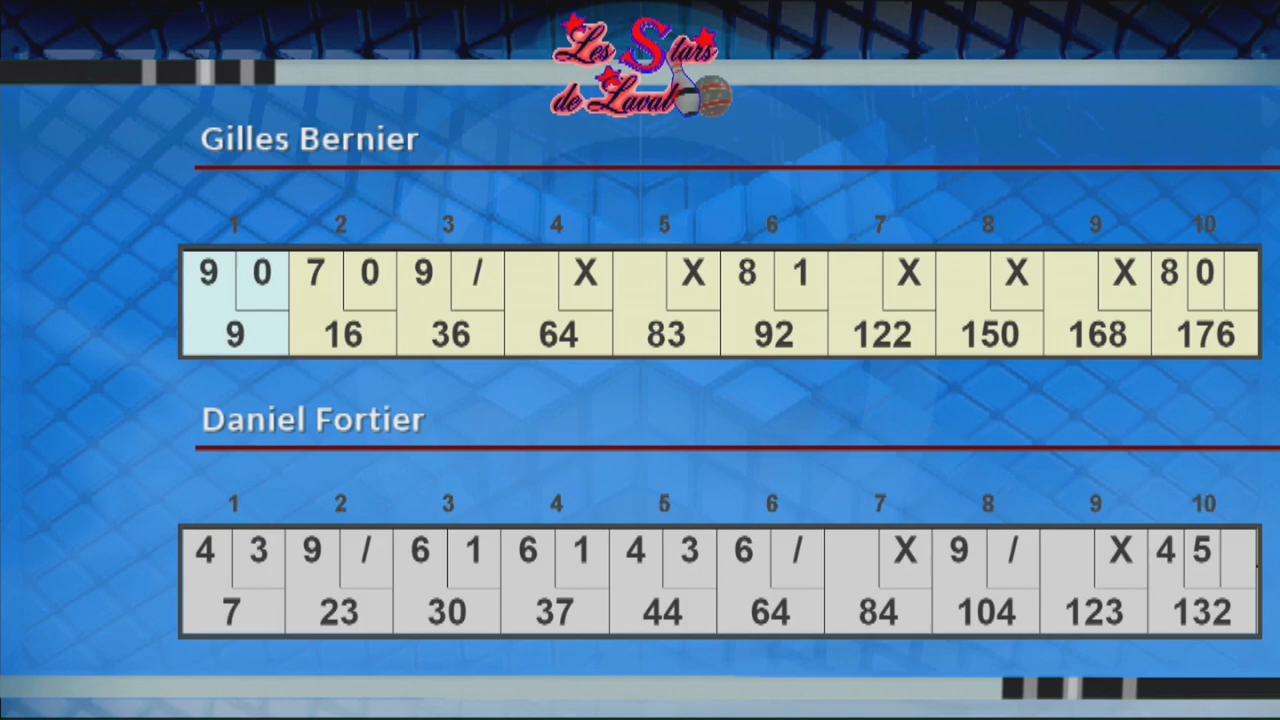 Les Stars
de Laval
Gilles Bernier
1 2 3 4 5 6 7 8 9 10
9 0 7 0 9 / X X 8 1 X X X 8 0
9 16 36 64 83 92 122 150 168 176
Daniel Fortier
1 2 3 4 5 6 7 8 9 10
4 3 9 / 6 1 6 1 4 3 6 / X 9 / X 4 5
7 23 30 37 44 64 84 104 123 132